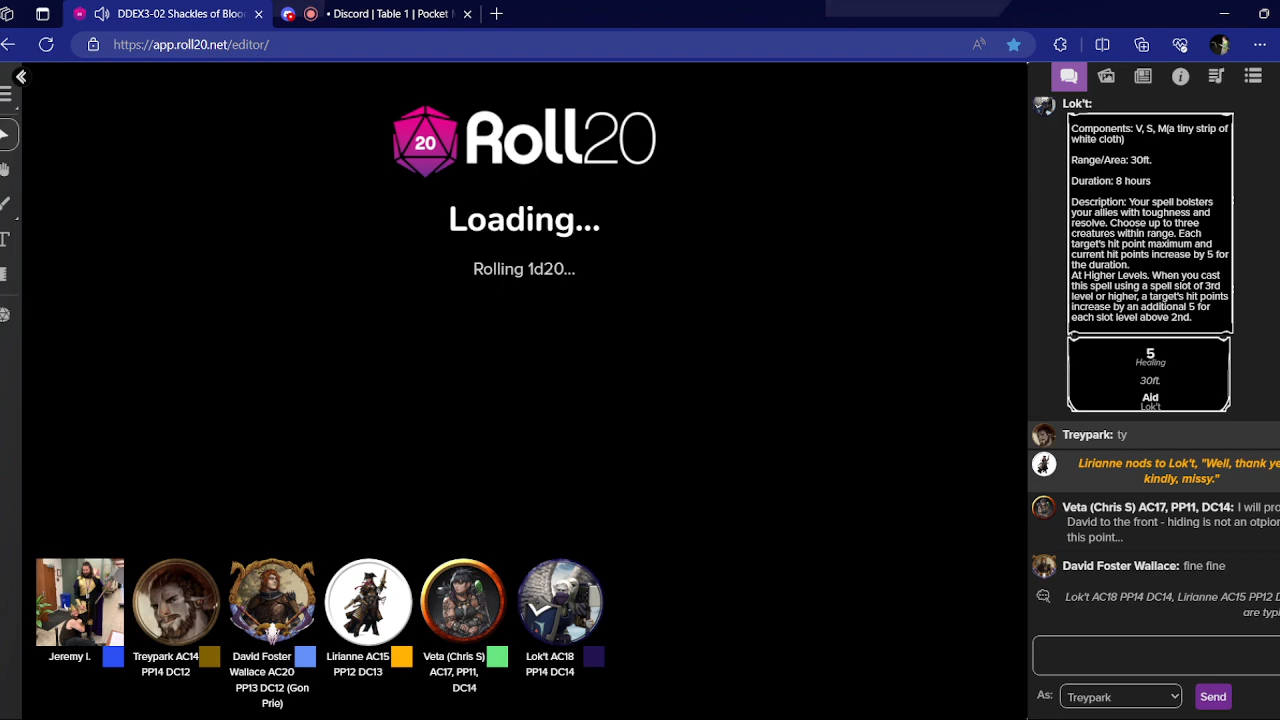 DDEX3-02 Shackles of Bloo
• Discord | Table 1 | Pocket
https://app.roll20.net/editor/
20
Roll20
Loading...
Rolling 1d20...
Jeremy I.
Treypark AC14
PP14 DC12
David Foster
Wallace AC20
PP13 DC12 (Gon
Prie)
Lirianne AC15
PP12 DC13
Veta (Chris S)
AC17, PP11,
DC14
Lok't AC18
PP14 DC14
Lok't:
Components: V, S, M(a tiny strip of
white cloth)
Range/Area: 30ft.
Duration: 8 hours
Description: Your spell bolsters
your allies with toughness and
resolve. Choose up to three
creatures within range. Each
target's hit point maximum and
current hit points increase by 5 for
the duration.
At Higher Levels. When you cast
this spell using a spell slot of 3rd
level or higher, a target's hit points
increase by an additional 5 for
each slot level above 2nd.
5
Healing
30ft.
Aid
Lok't
Treypark: ty
Lirianne nods to Lok't, "Well, thank ye
kindly, missy."
Veta (Chris S) AC17, PP11, DC14: I will pro
David to the front - hiding is not an otpion
this point...
David Foster Wallace: fine fine
Lok't AC18 PP14 DC14, Lirianne AC15 PP12 D
are typi
As:
Treypark
Send